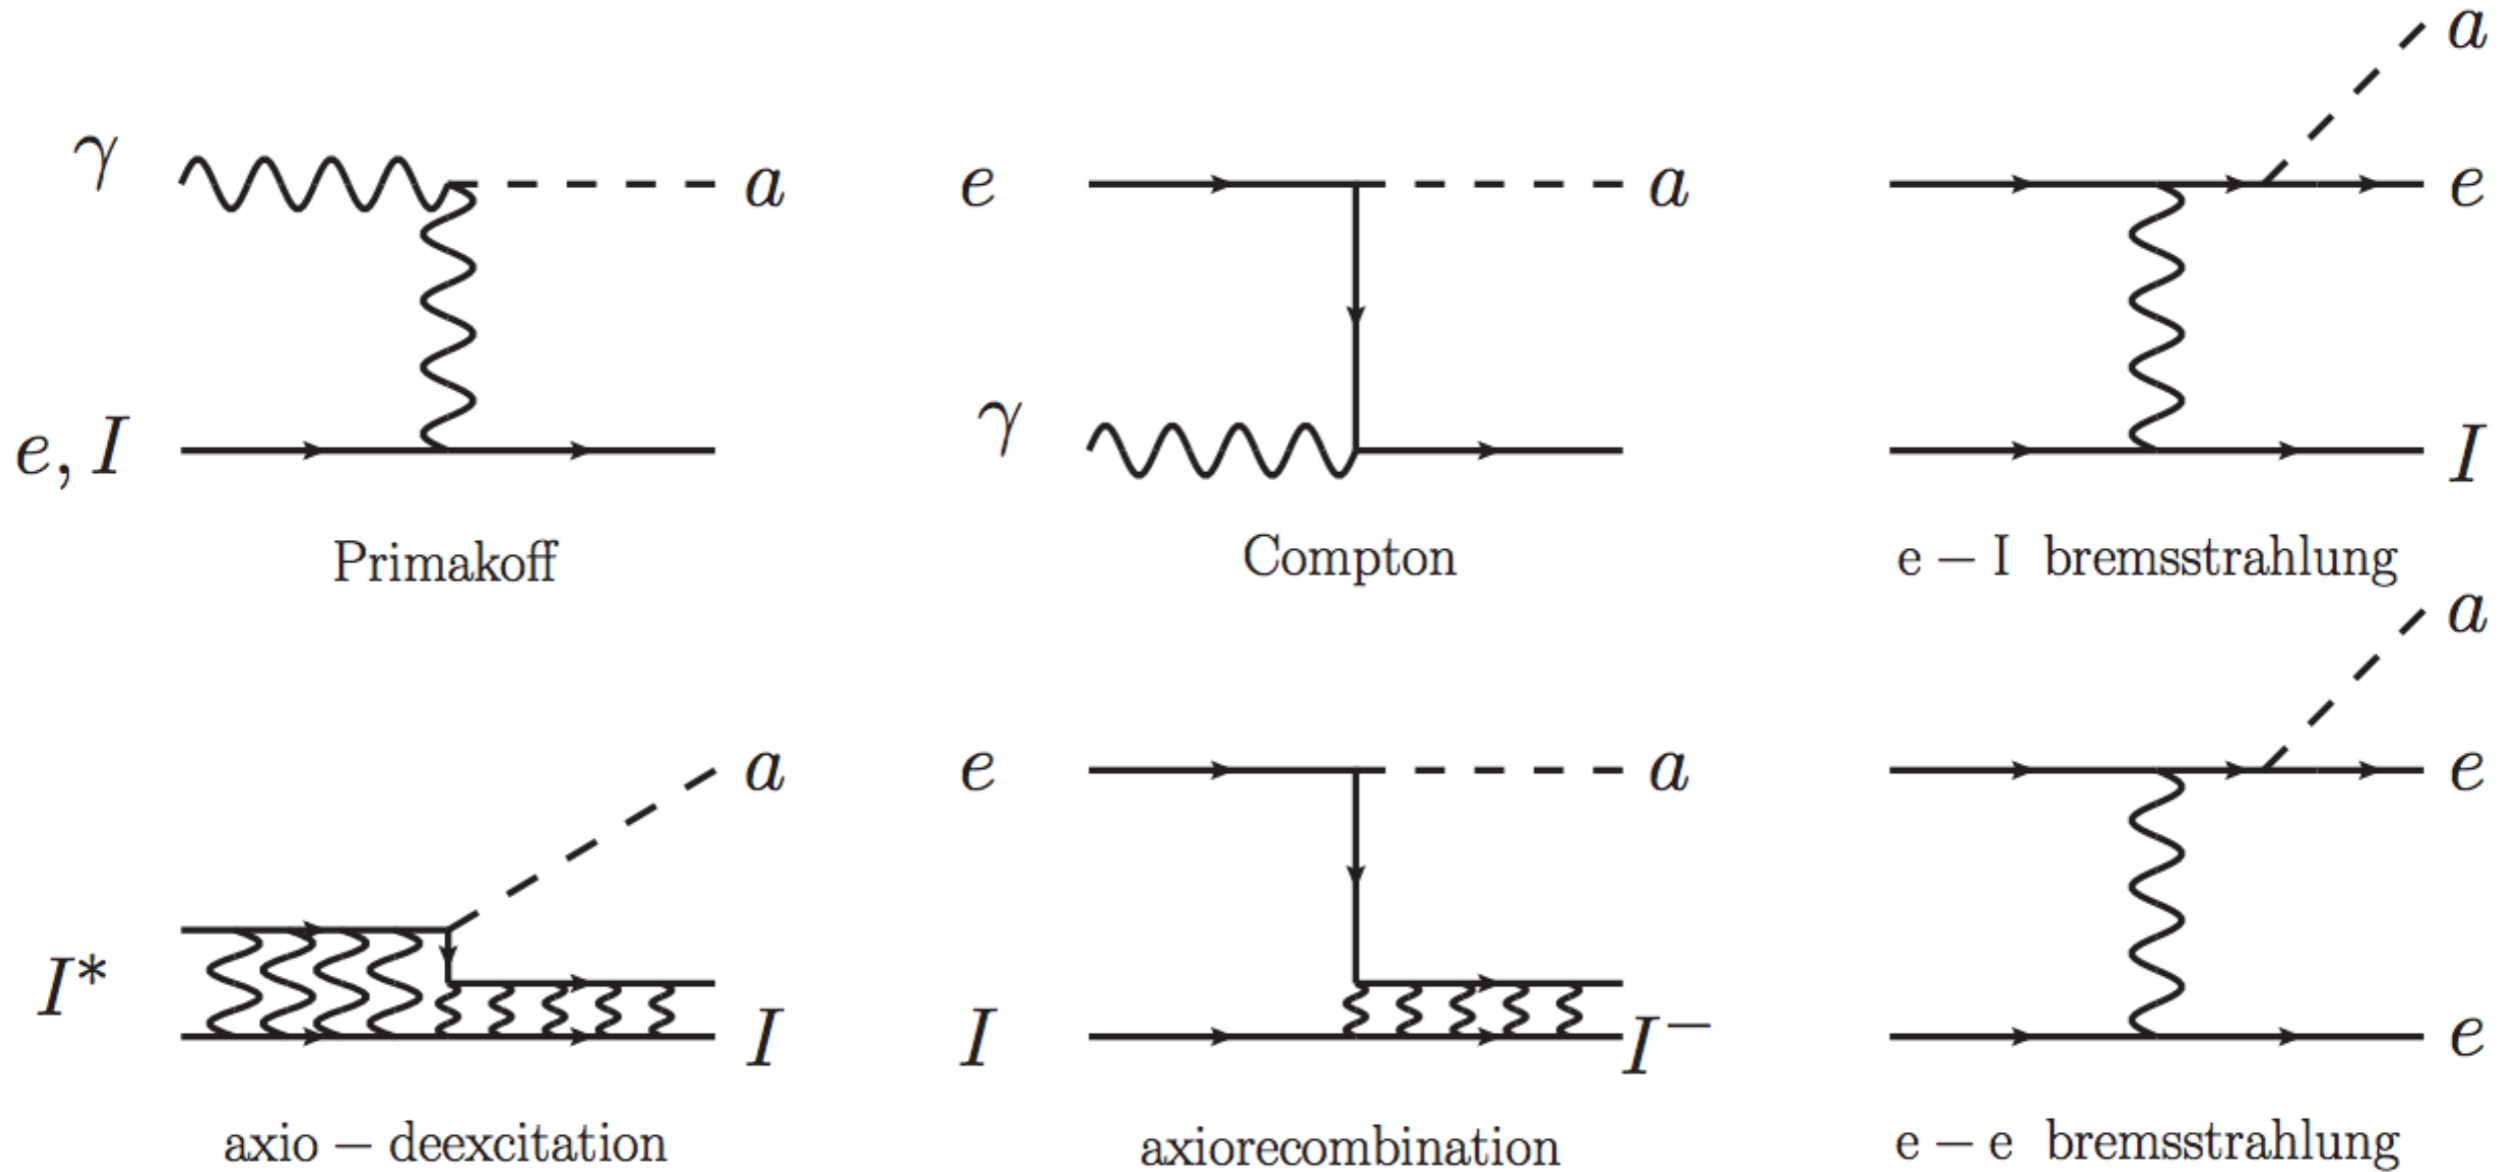 γ a
e, I
Primakoff
e a
γ
Compton
a
e
I
e − I bremsstrahlung
a
I* I
axio − deexcitation
e a
I I⁻
axiorecombination
a
e
e
e − e bremsstrahlung